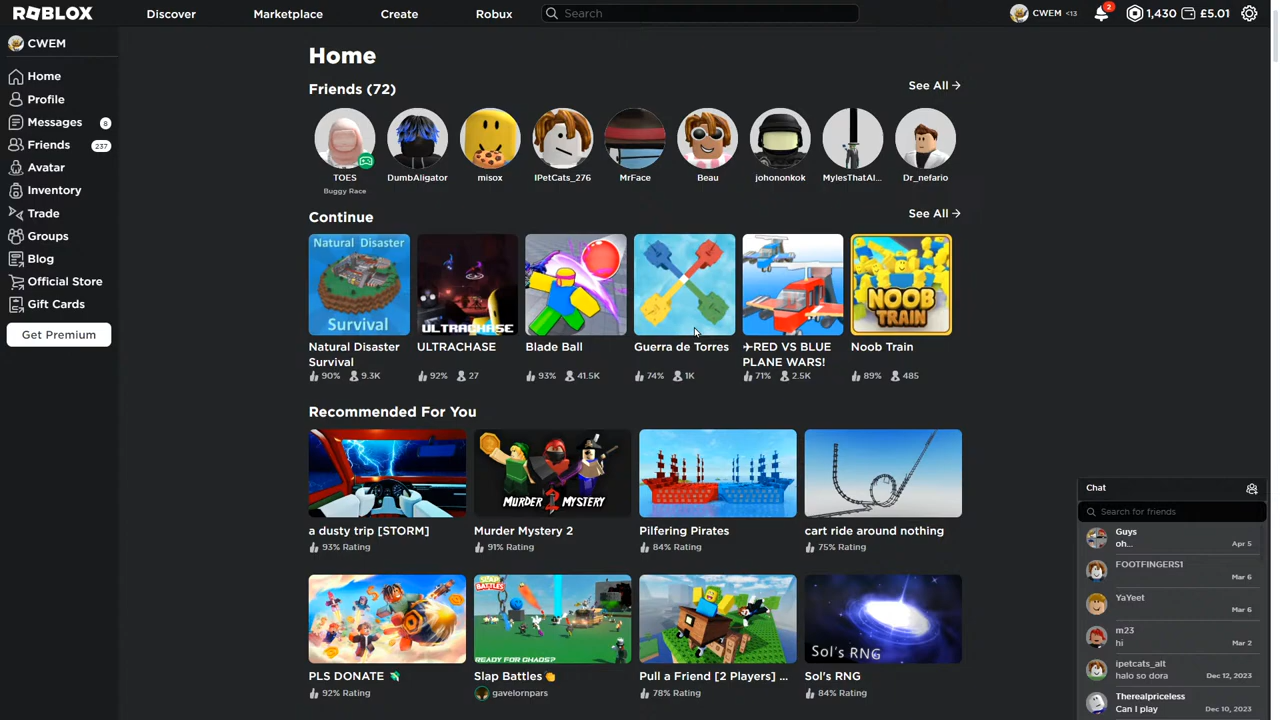 ROBLOX
Discover
Marketplace
Create
Robux
Search
CWEM <13
2
1,430
£5.01
CWEM
Home
Profile
Messages
8
Friends
237
Avatar
Inventory
Trade
Groups
Blog
Official Store
Gift Cards
Get Premium
Home
Friends (72)
See All
TOES
DumbAligator
misox
IPetCats_276
MrFace
Beau
johononkok
MylesThatAl...
Dr_nefario
Buggy Race
Continue
See All
Natural Disaster
Survival
ULTRACHASE
NOOB
TRAIN
Natural Disaster
Survival
90% 9.3K
ULTRACHASE
92% 27
Blade Ball
93% 41.5K
Guerra de Torres
74% 1K
✈RED VS BLUE
PLANE WARS!
71% 2.5K
Noob Train
89% 485
Recommended For You
MURDER MYSTERY
2
a dusty trip [STORM]
93% Rating
Murder Mystery 2
91% Rating
Pilfering Pirates
84% Rating
cart ride around nothing
75% Rating
SLAP
BATTLES
READY FOR CHAOS?
Sol's RNG
PLS DONATE 💸
92% Rating
Slap Battles👏
gavelornpars
Pull a Friend [2 Players] ...
78% Rating
Sol's RNG
84% Rating
Chat
Search for friends
Guys
oh...
Apr 5
FOOTFINGERS1
Mar 6
YaYeet
Mar 6
m23
hi
Mar 2
ipetcats_alt
halo so dora
Dec 12, 2023
Therealpriceless
Can I play
Dec 10, 2023